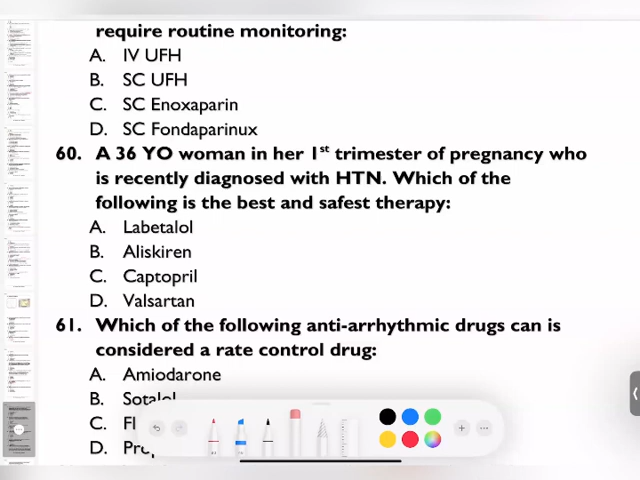 require routine monitoring:
A. IV UFH
B. SC UFH
C. SC Enoxaparin
D. SC Fondaparinux
60. A 36 YO woman in her 1st trimester of pregnancy who
is recently diagnosed with HTN. Which of the
following is the best and safest therapy:
A. Labetalol
B. Aliskiren
C. Captopril
D. Valsartan
61. Which of the following anti-arrhythmic drugs can is
considered a rate control drug:
A. Amiodarone
B. Sotalol
C. Fl
D.